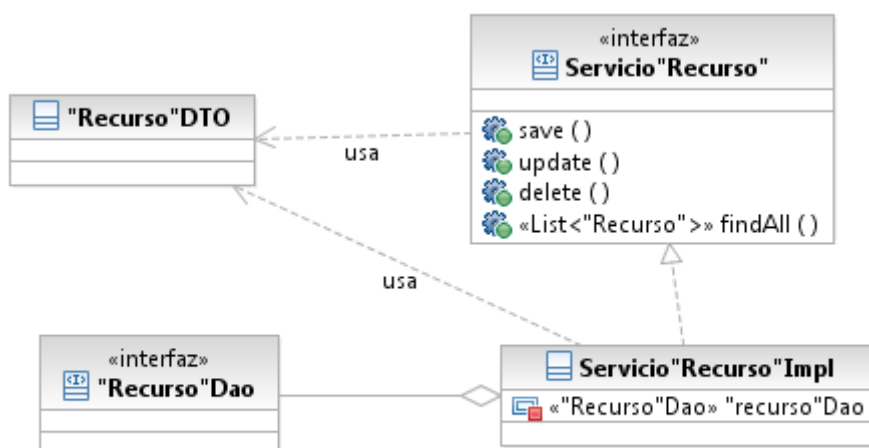 «interfaz»
Servicio"Recurso"
save ( )
update ( )
delete ( )
«List<"Recurso">» findAll ( )
"Recurso"DTO
usa
usa
«interfaz»
"Recurso"Dao
Servicio"Recurso"Impl
«"Recurso"Dao» "recurso"Dao